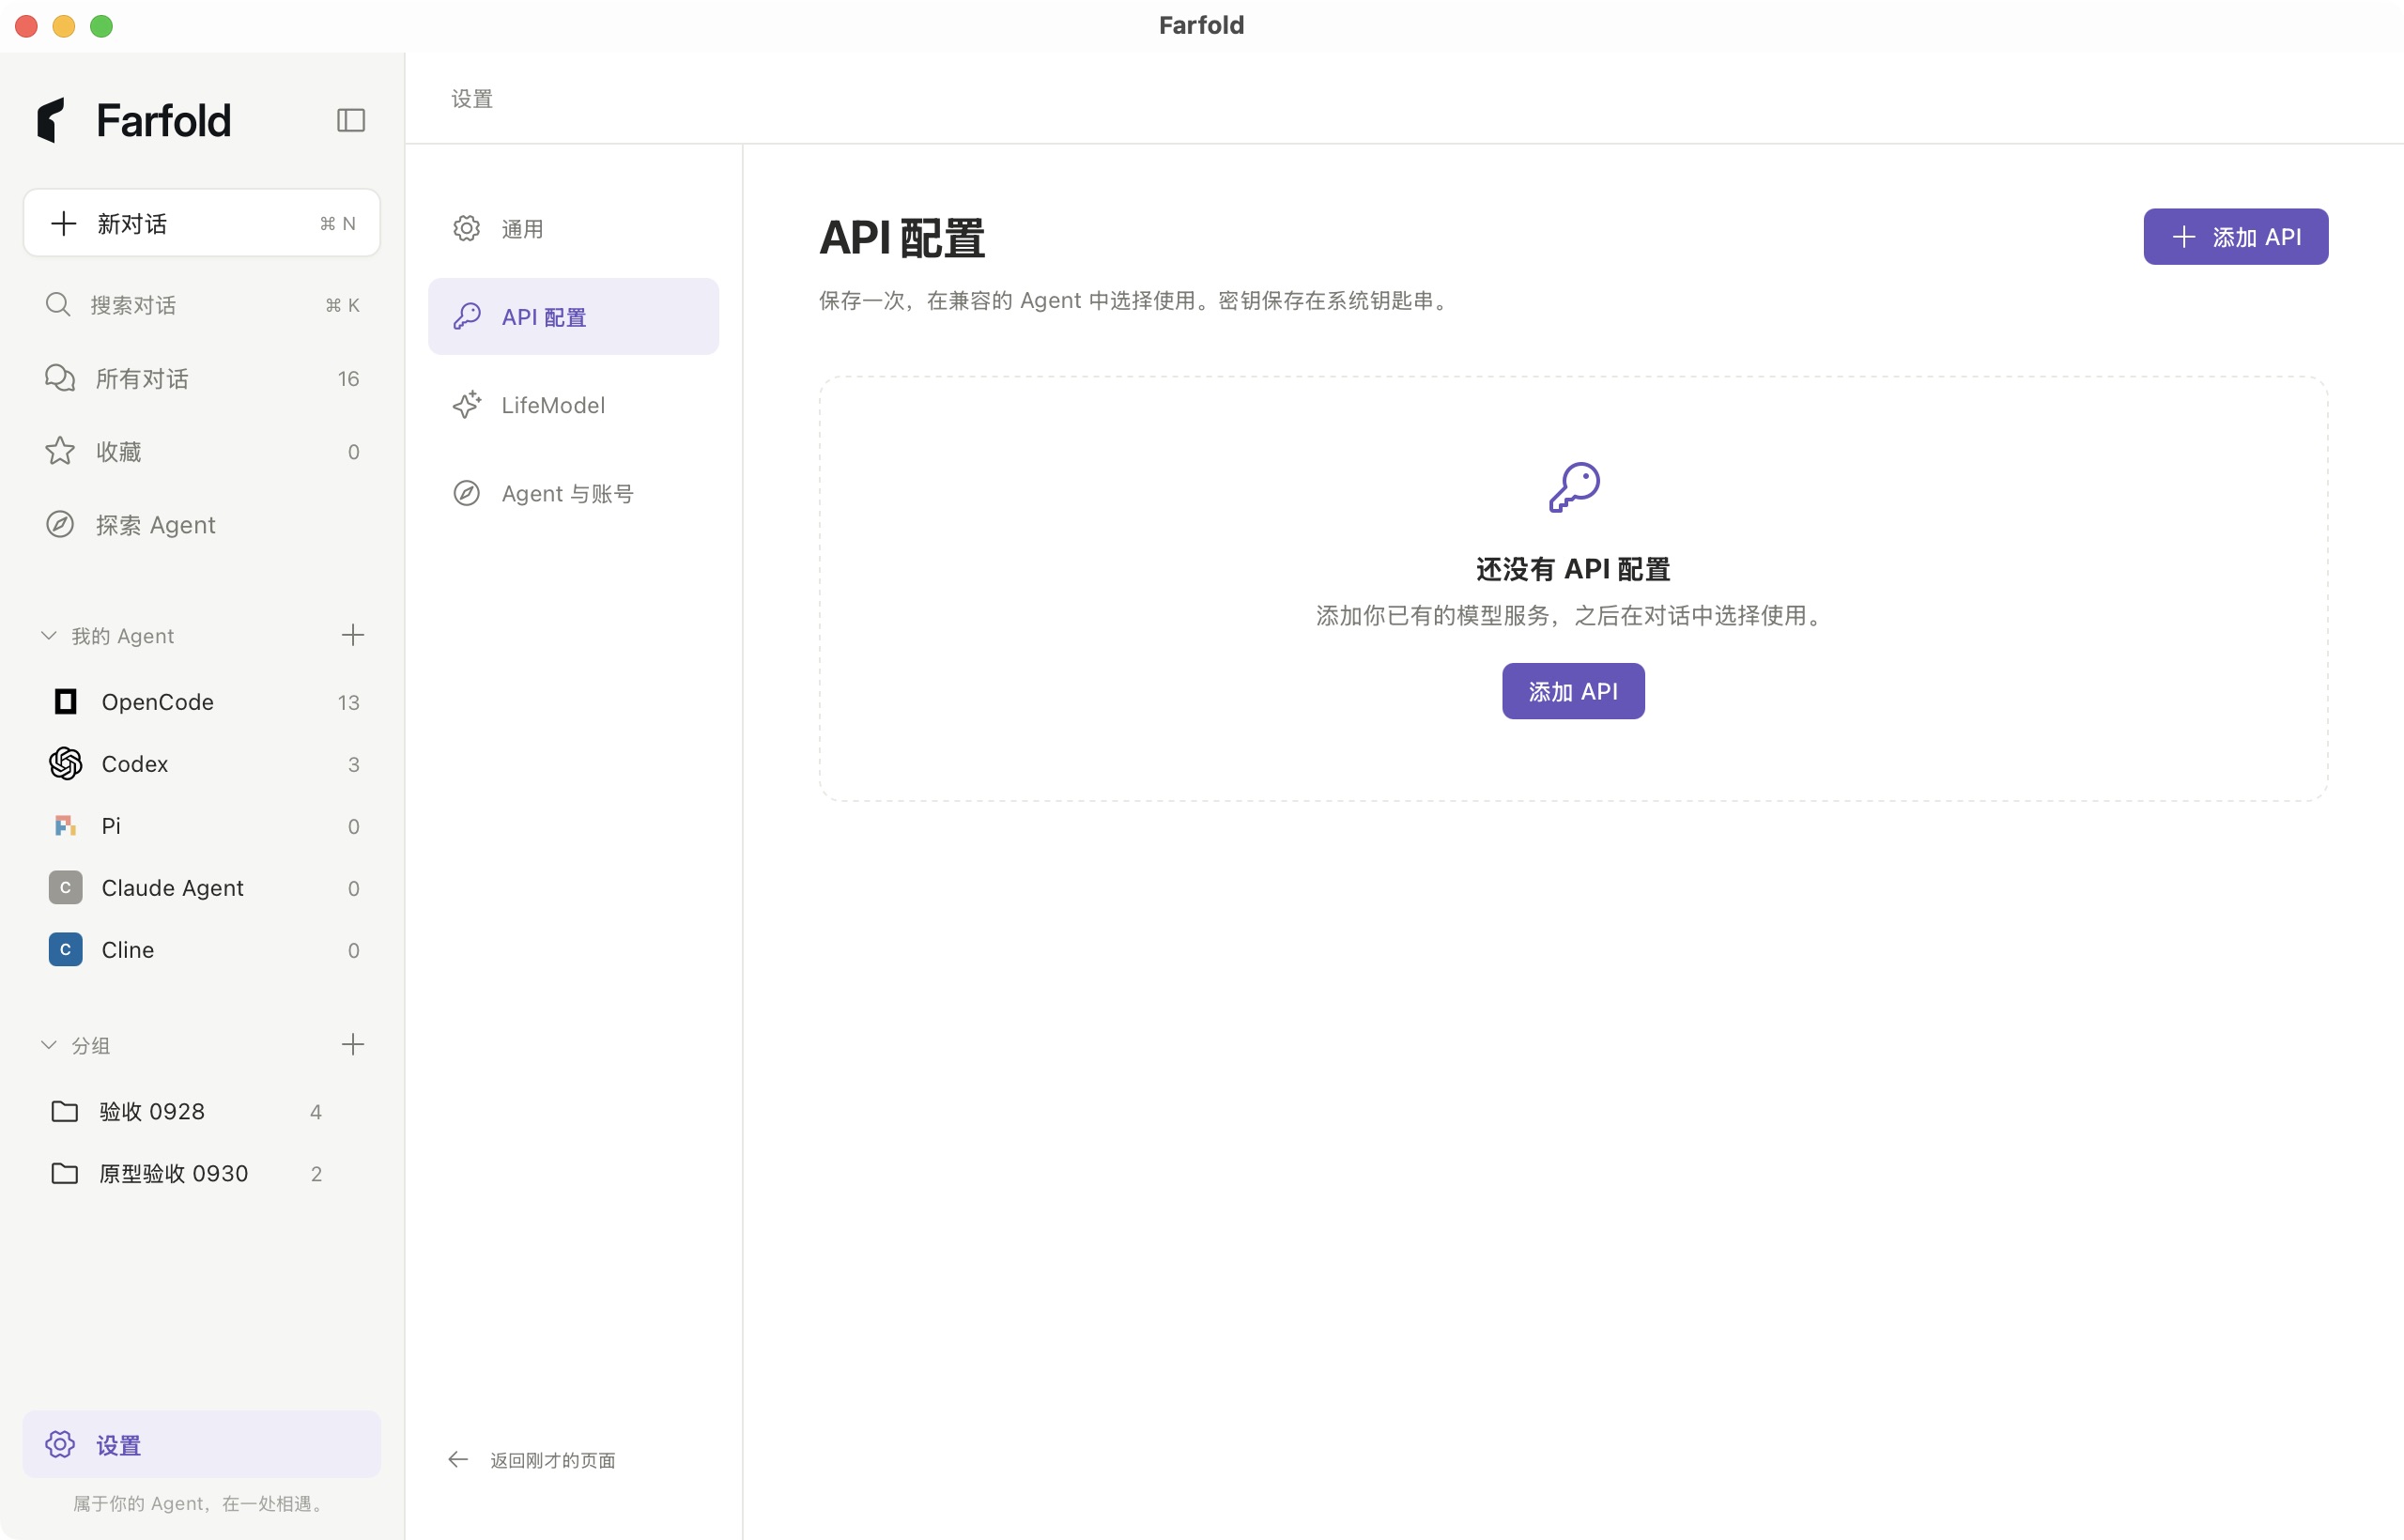 Farfold
Farfold
新对话 ⌘ N
搜索对话 ⌘ K
所有对话 16
收藏 0
探索 Agent
我的 Agent
OpenCode 13
Codex 3
Pi 0
C Claude Agent 0
C Cline 0
分组
验收 0928 4
原型验收 0930 2
设置
属于你的 Agent，在一处相遇。
设置
通用
API 配置
LifeModel
Agent 与账号
返回刚才的页面
API 配置
添加 API
保存一次，在兼容的 Agent 中选择使用。密钥保存在系统钥匙串。
还没有 API 配置
添加你已有的模型服务，之后在对话中选择使用。
添加 API